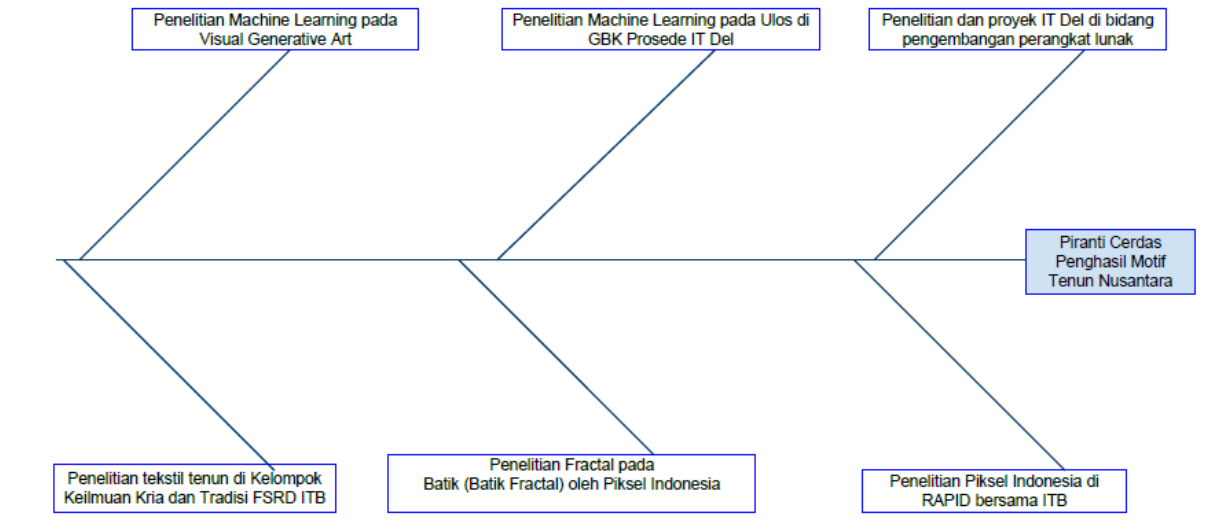 Penelitian Machine Learning pada
Visual Generative Art
Penelitian Machine Learning pada Ulos di
GBK Prosede IT Del
Penelitian dan proyek IT Del di bidang
pengembangan perangkat lunak
Piranti Cerdas
Penghasil Motif
Tenun Nusantara
Penelitian tekstil tenun di Kelompok
Keilmuan Kria dan Tradisi FSRD ITB
Penelitian Fractal pada
Batik (Batik Fractal) oleh Piksel Indonesia
Penelitian Piksel Indonesia di
RAPID bersama ITB